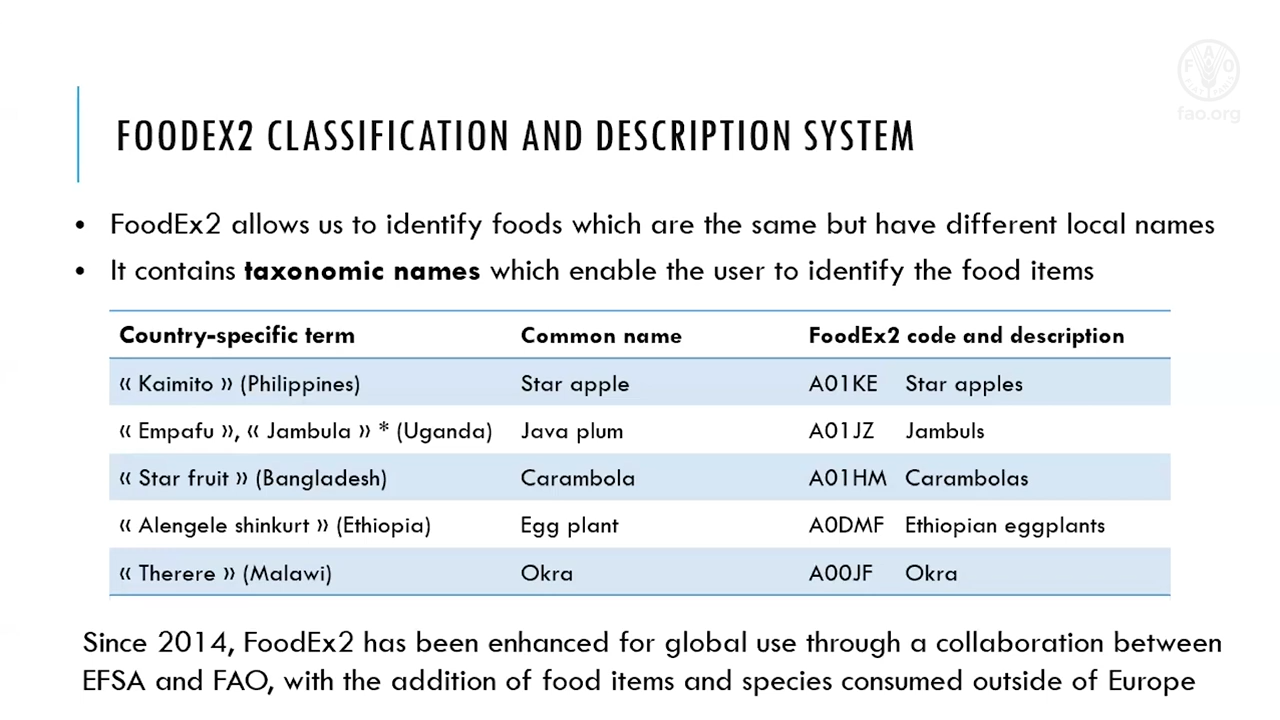 FAO
FIAT PANIS
fao.org
FOODEX2 CLASSIFICATION AND DESCRIPTION SYSTEM
• FoodEx2 allows us to identify foods which are the same but have different local names
• It contains taxonomic names which enable the user to identify the food items
Country-specific term Common name FoodEx2 code and description
« Kaimito » (Philippines) Star apple A01KE Star apples
« Empafu », « Jambula » * (Uganda) Java plum A01JZ Jambuls
« Star fruit » (Bangladesh) Carambola A01HM Carambolas
« Alengele shinkurt » (Ethiopia) Egg plant A0DMF Ethiopian eggplants
« Therere » (Malawi) Okra A00JF Okra
Since 2014, FoodEx2 has been enhanced for global use through a collaboration between
EFSA and FAO, with the addition of food items and species consumed outside of Europe